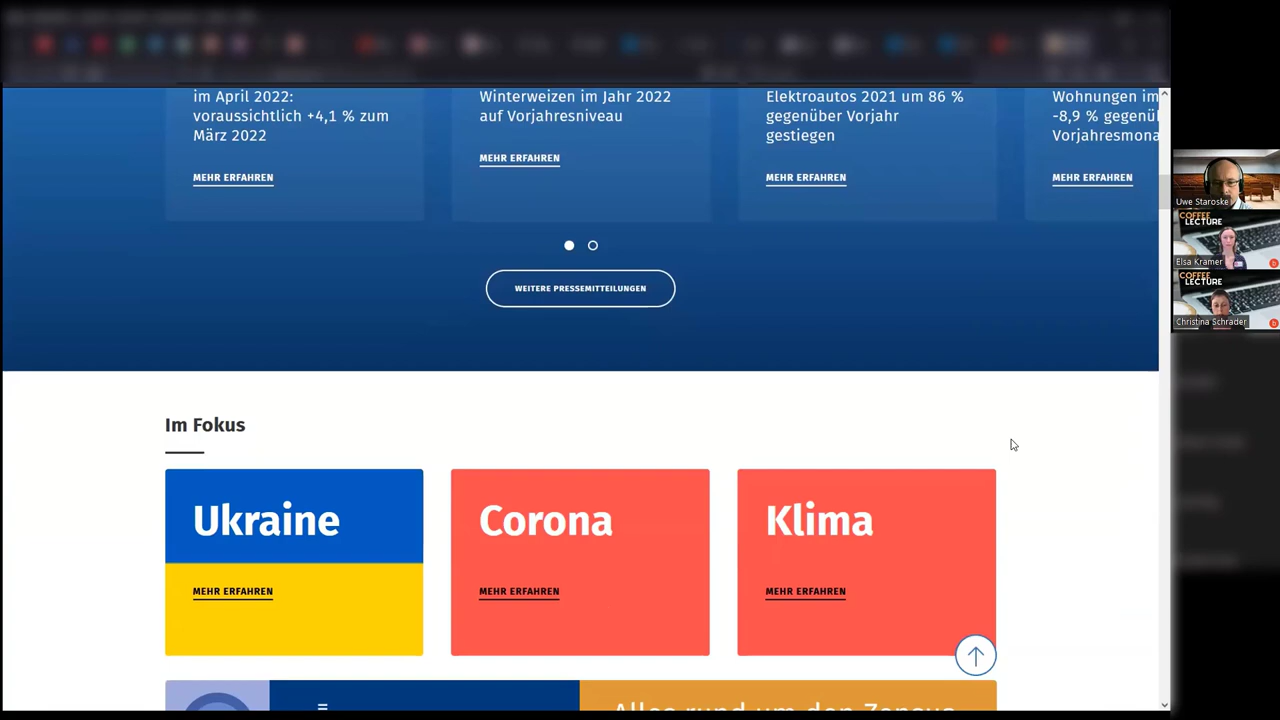 im April 2022:
voraussichtlich +4,1 % zum
März 2022
MEHR ERFAHREN
Winterweizen im Jahr 2022
auf Vorjahresniveau
MEHR ERFAHREN
Elektroautos 2021 um 86 %
gegenüber Vorjahr
gestiegen
MEHR ERFAHREN
Wohnungen im
-8,9 % gegenü
Vorjahresmona
MEHR ERFAHREN
WEITERE PRESSEMITTEILUNGEN
Im Fokus
Ukraine
MEHR ERFAHREN
Corona
MEHR ERFAHREN
Klima
MEHR ERFAHREN
Alles rund um den Zensus
Uwe Staroske
COFFEE
LECTURE
Elsa Kramer
COFFEE
LECTURE
Christina Schrader